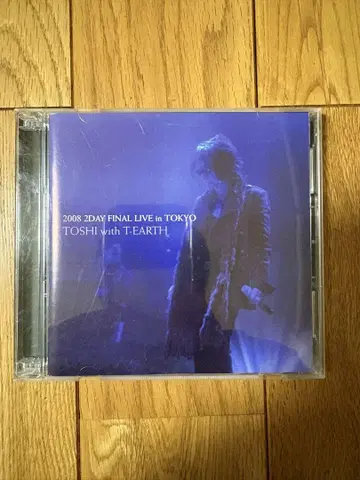 2008 2DAY FINAL LIVE in TOKYO
TOSHI with T-EARTH